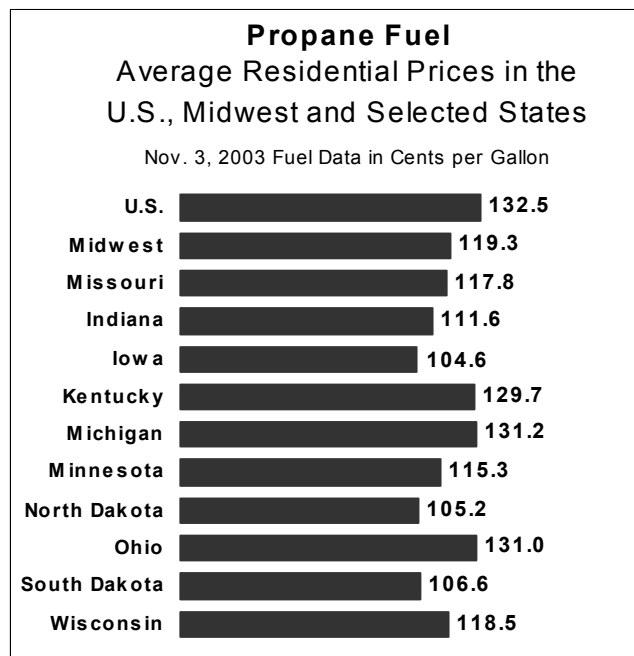 Propane Fuel
Average Residential Prices in the
U.S., Midwest and Selected States
Nov. 3, 2003 Fuel Data in Cents per Gallon
U.S. 132.5
Midwest 119.3
Missouri 117.8
Indiana 111.6
Iowa 104.6
Kentucky 129.7
Michigan 131.2
Minnesota 115.3
North Dakota 105.2
Ohio 131.0
South Dakota 106.6
Wisconsin 118.5